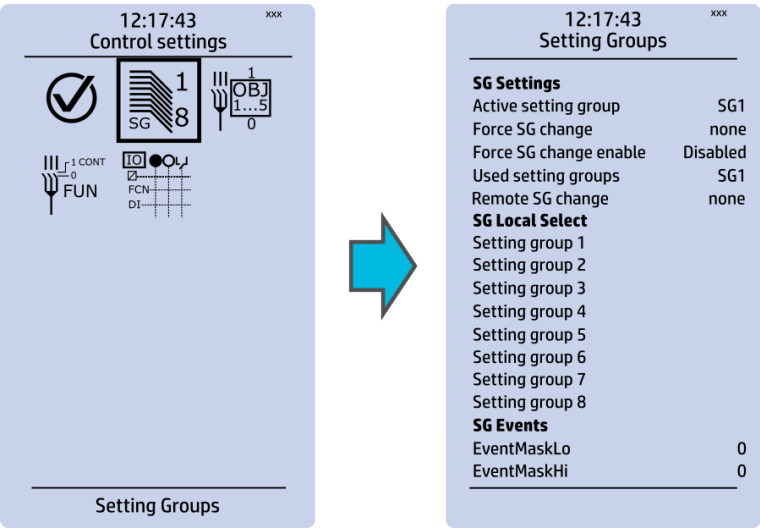 12:17:43 xxx
Control settings
1
SG 8
1
OBJ
1...5
0
1 CONT
0
FUN
IO
FCN
DI
Setting Groups
12:17:43 xxx
Setting Groups
SG Settings
Active setting group SG1
Force SG change none
Force SG change enable Disabled
Used setting groups SG1
Remote SG change none
SG Local Select
Setting group 1
Setting group 2
Setting group 3
Setting group 4
Setting group 5
Setting group 6
Setting group 7
Setting group 8
SG Events
EventMaskLo 0
EventMaskHi 0